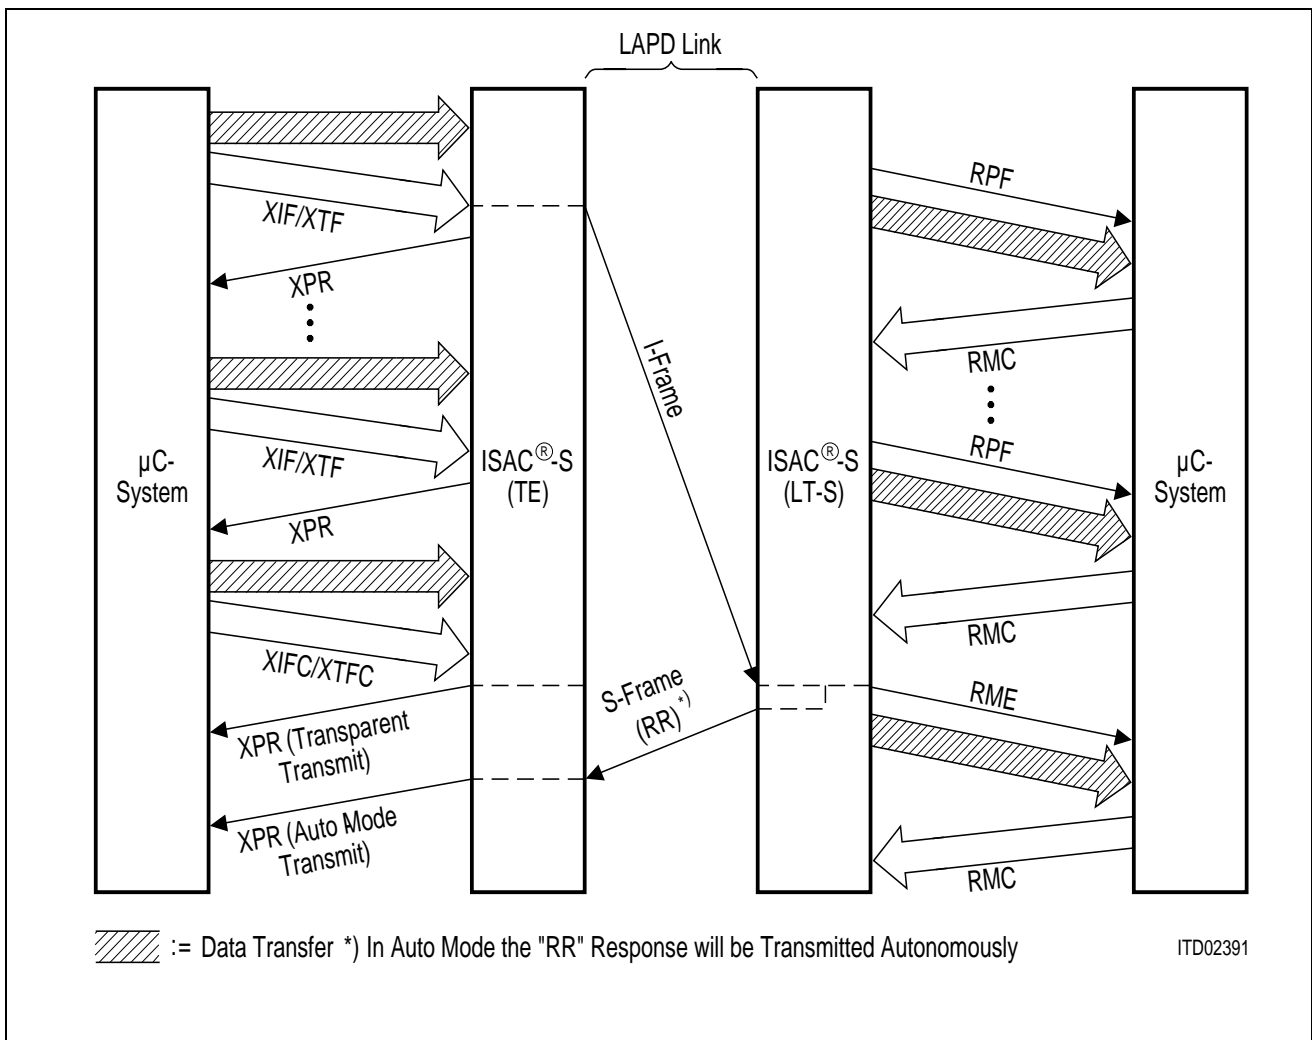 LAPD Link
XIF/XTF
XPR
XIF/XTF
XPR
XIFC/XTFC
XPR (Transparent
Transmit)
XPR (Auto Mode
Transmit)
µC-
System
ISAC®-S
(TE)
I-Frame
S-Frame
(RR)*)
ISAC®-S
(LT-S)
RPF
RMC
RPF
RMC
RME
RMC
µC-
System
:= Data Transfer *) In Auto Mode the "RR" Response will be Transmitted Autonomously
ITD02391